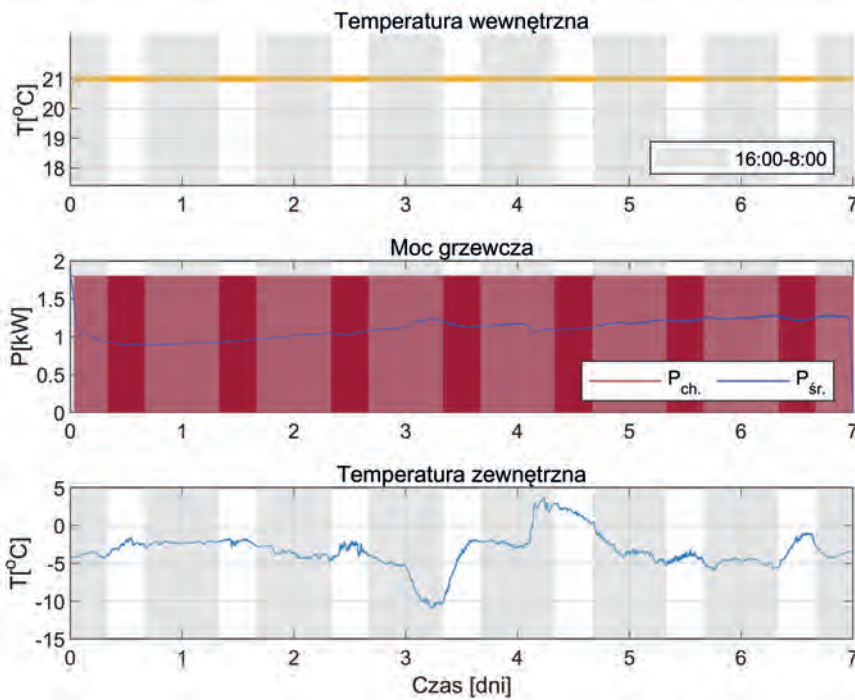 Temperatura wewnętrzna
T[°C]
21
20
19
18
16:00-8:00
0 1 2 3 4 5 6 7
Moc grzewcza
P[kW]
2
1.5
1
0.5
0
P_ch. P_śr.
0 1 2 3 4 5 6 7
Temperatura zewnętrzna
T[°C]
5
0
-5
-10
-15
0 1 2 3 4 5 6 7
Czas [dni]